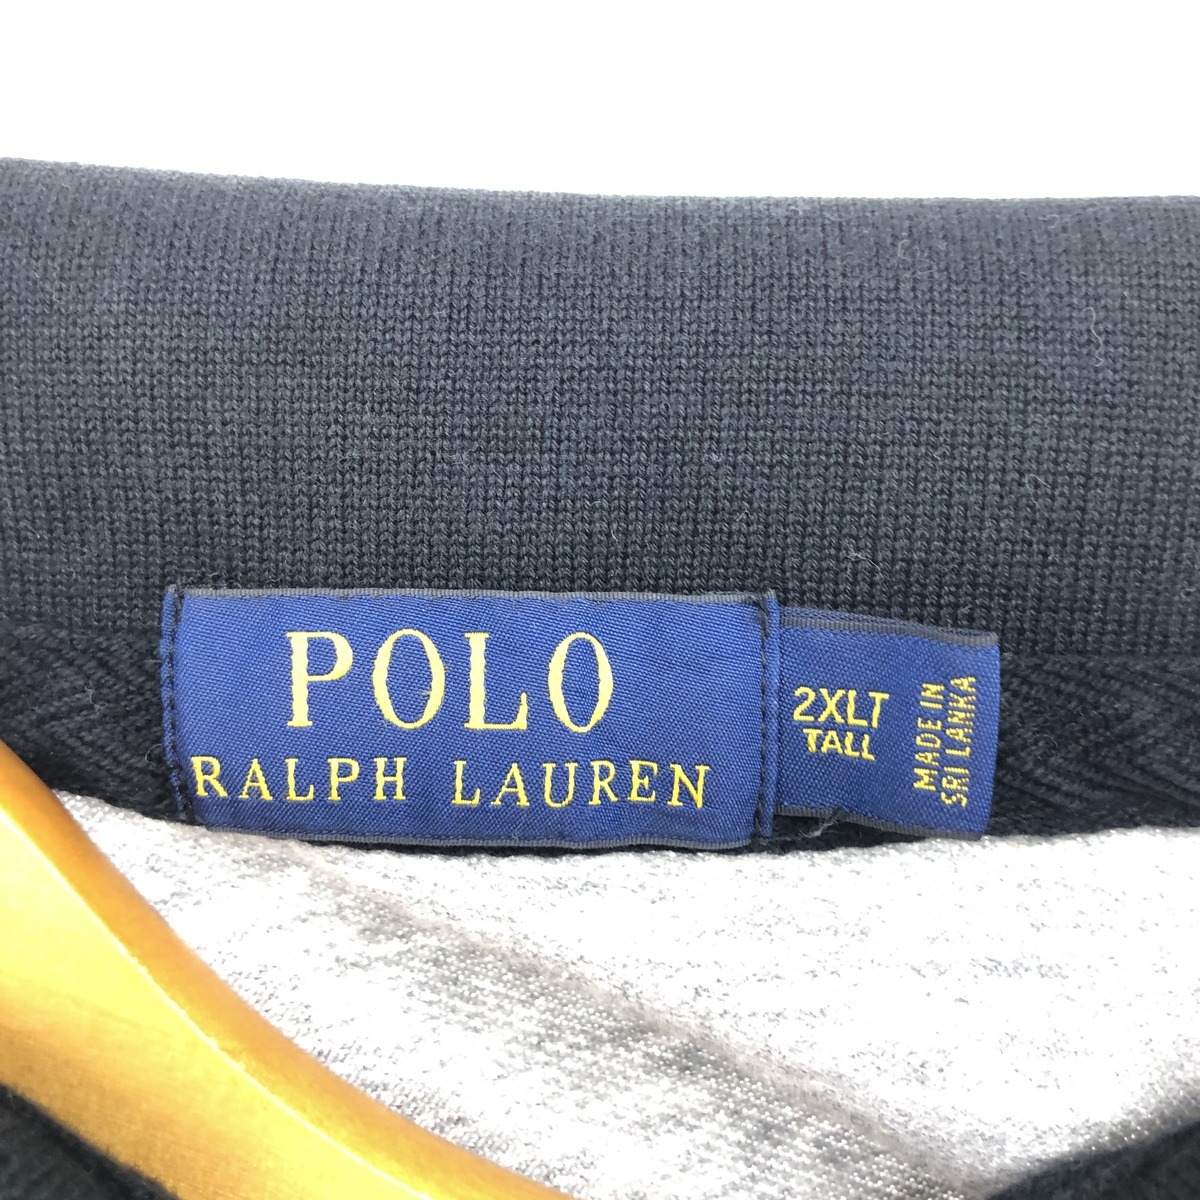 POLO
RALPH LAUREN
2XLT
TALL
MADE IN
SRI LANKA